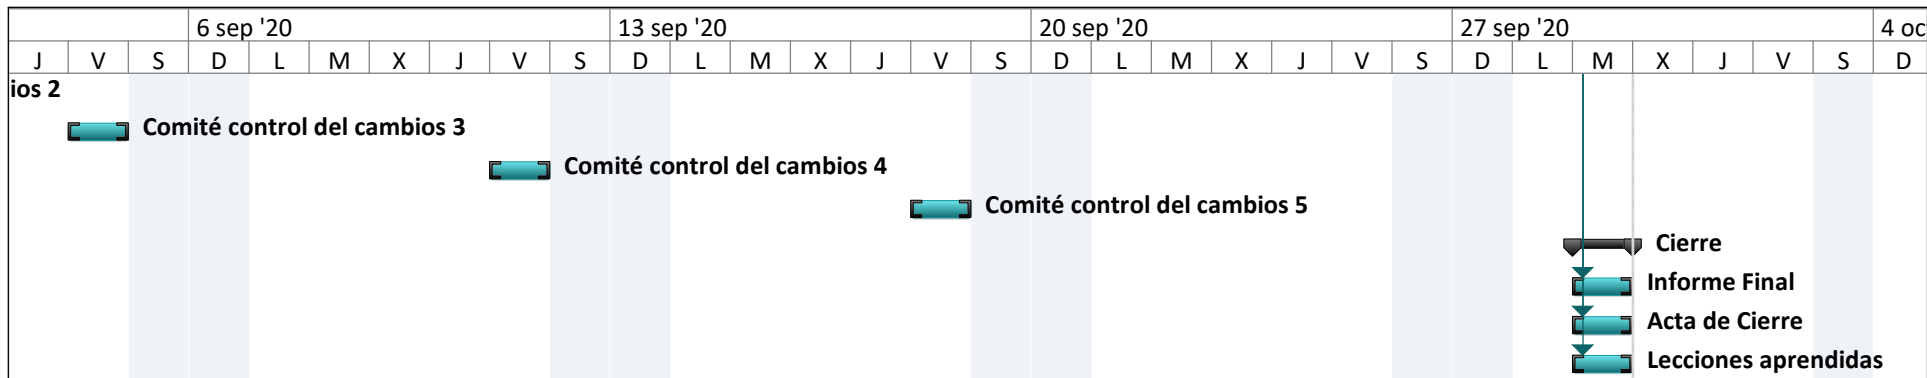 6 sep '20 13 sep '20 20 sep '20 27 sep '20 4 oc
J V S D L M X J V S D L M X J V S D L M X J V S D L M X J V S D
ios 2
Comité control del cambios 3
Comité control del cambios 4
Comité control del cambios 5
Cierre
Informe Final
Acta de Cierre
Lecciones aprendidas